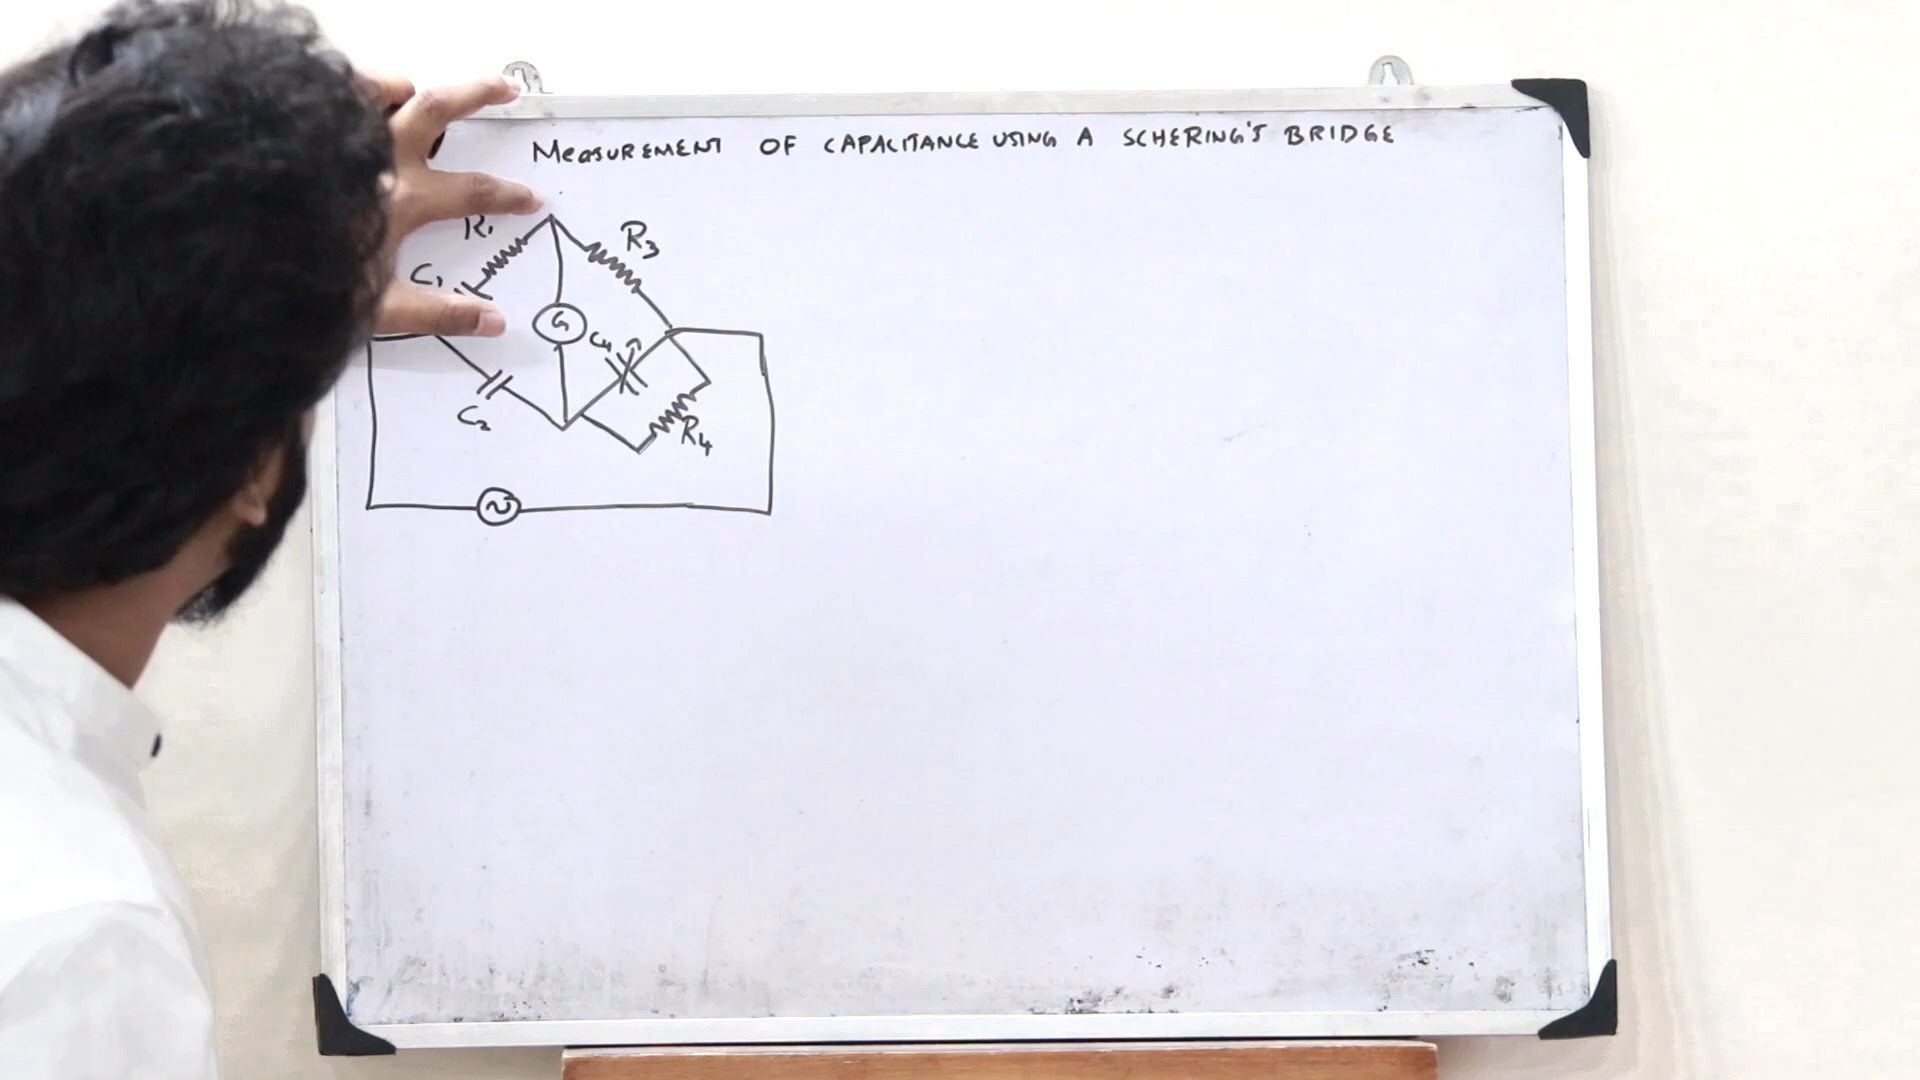 MeaSUREMENT OF CAPACITANCE USING A SCHERING'S BRIDGE
R1 R3
C1
G C4
C2
R4